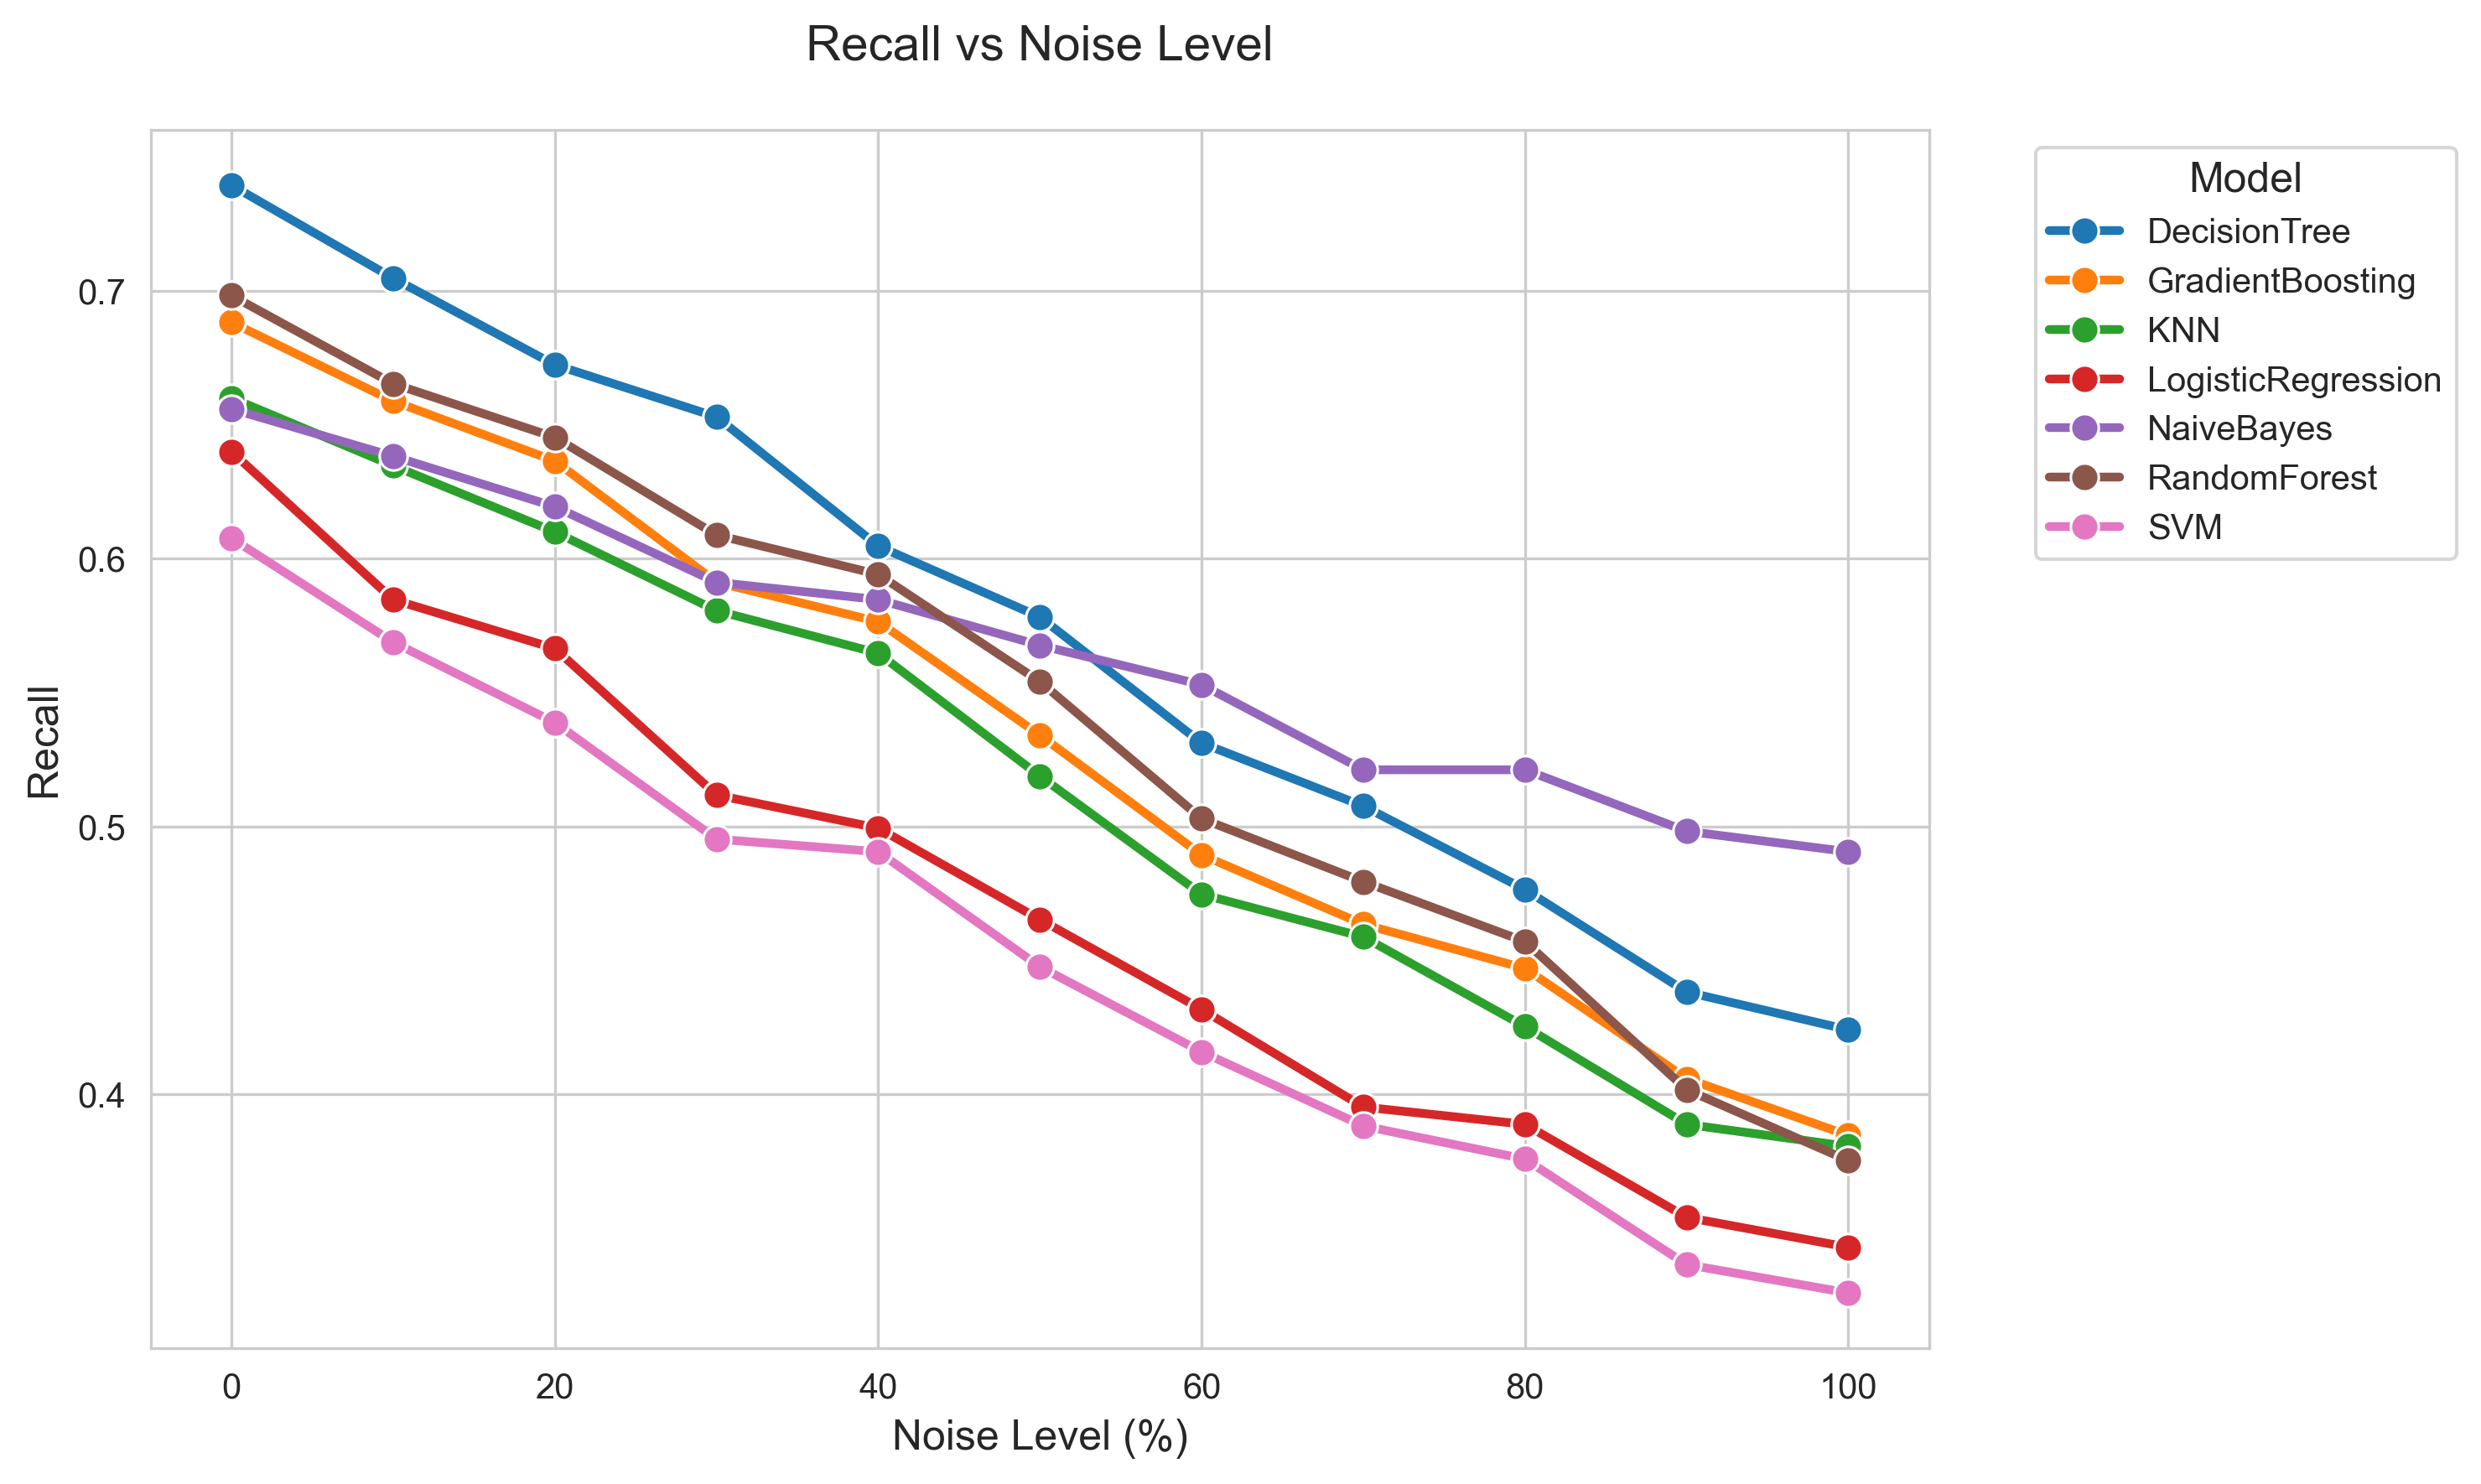 Recall vs Noise Level
Recall
0.7
0.6
0.5
0.4
0 20 40 60 80 100
Noise Level (%)
Model
DecisionTree
GradientBoosting
KNN
LogisticRegression
NaiveBayes
RandomForest
SVM